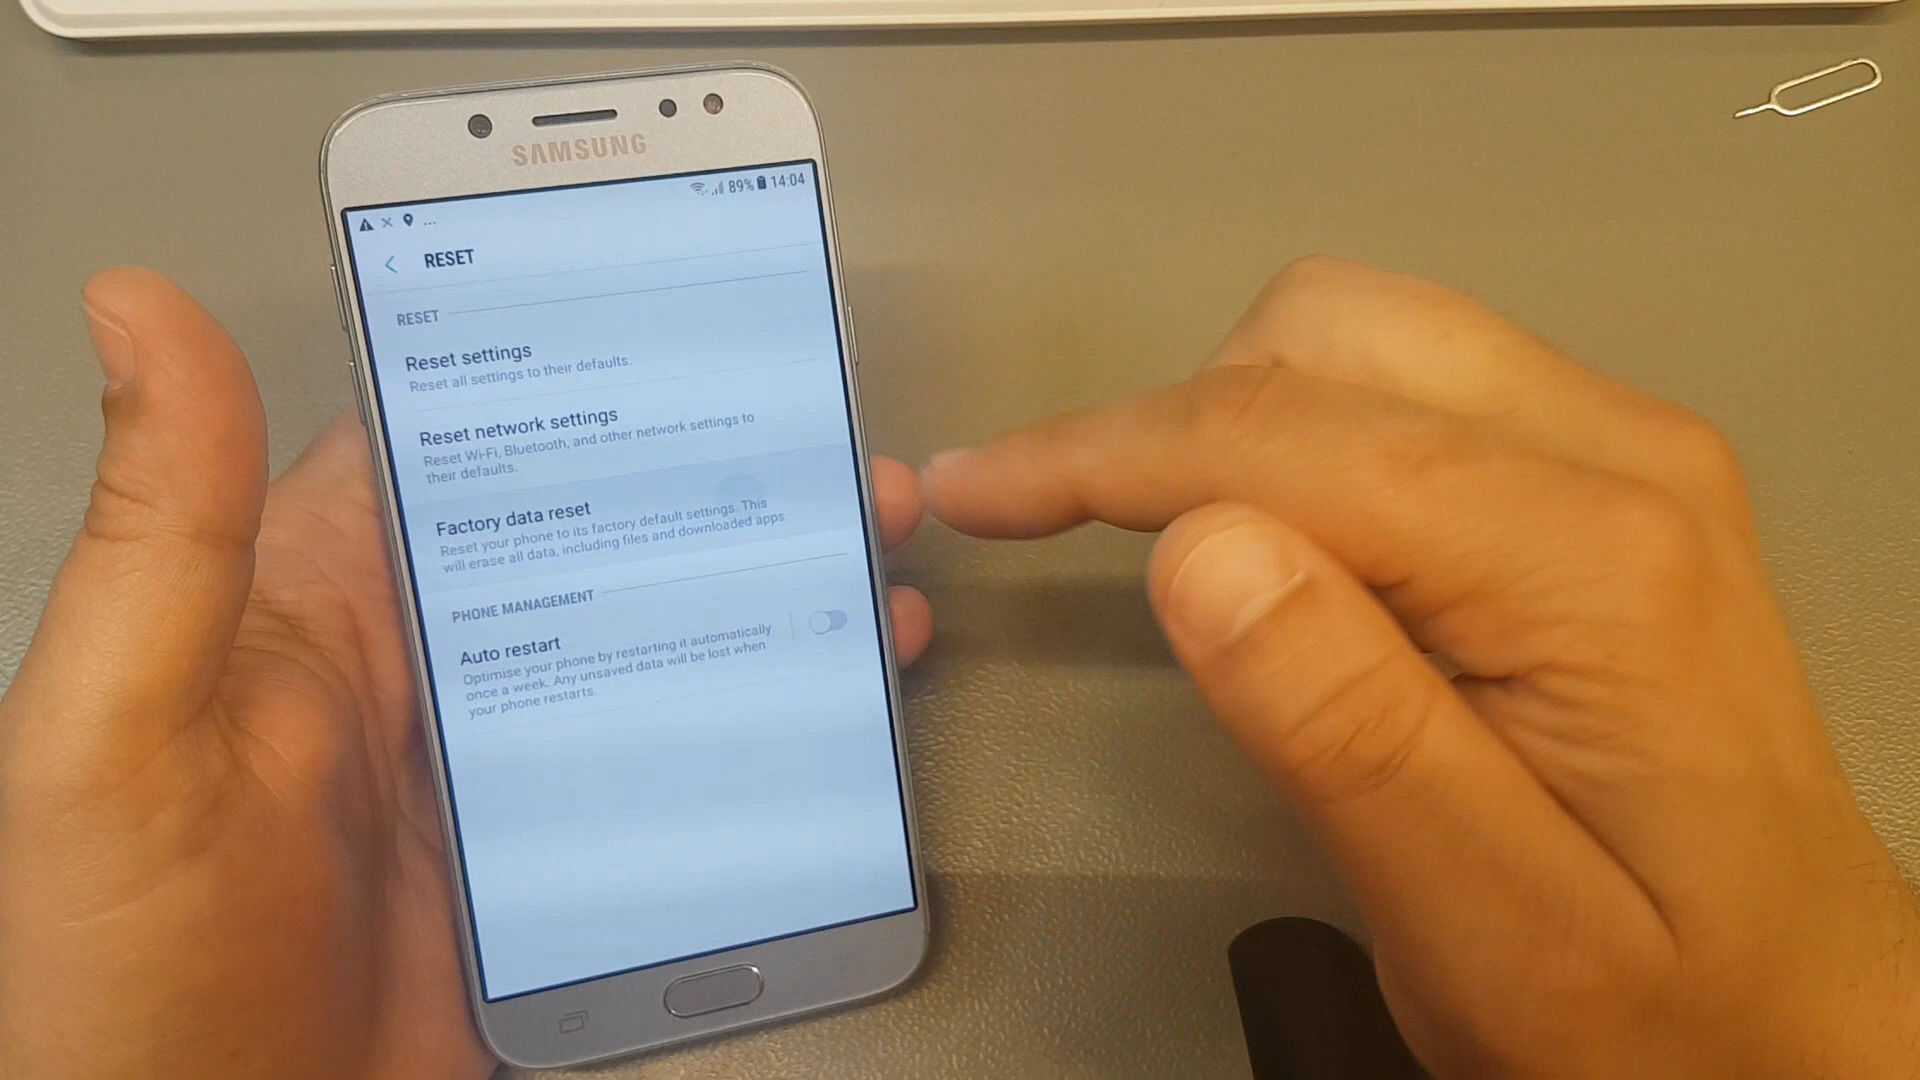 SAMSUNG
89% 14:04
...
RESET
RESET
Reset settings
Reset all settings to their defaults.
Reset network settings
Reset Wi-Fi, Bluetooth, and other network settings to
their defaults.
Factory data reset
Reset your phone to its factory default settings. This
will erase all data, including files and downloaded apps.
PHONE MANAGEMENT
Auto restart
Optimise your phone by restarting it automatically
once a week. Any unsaved data will be lost when
your phone restarts.